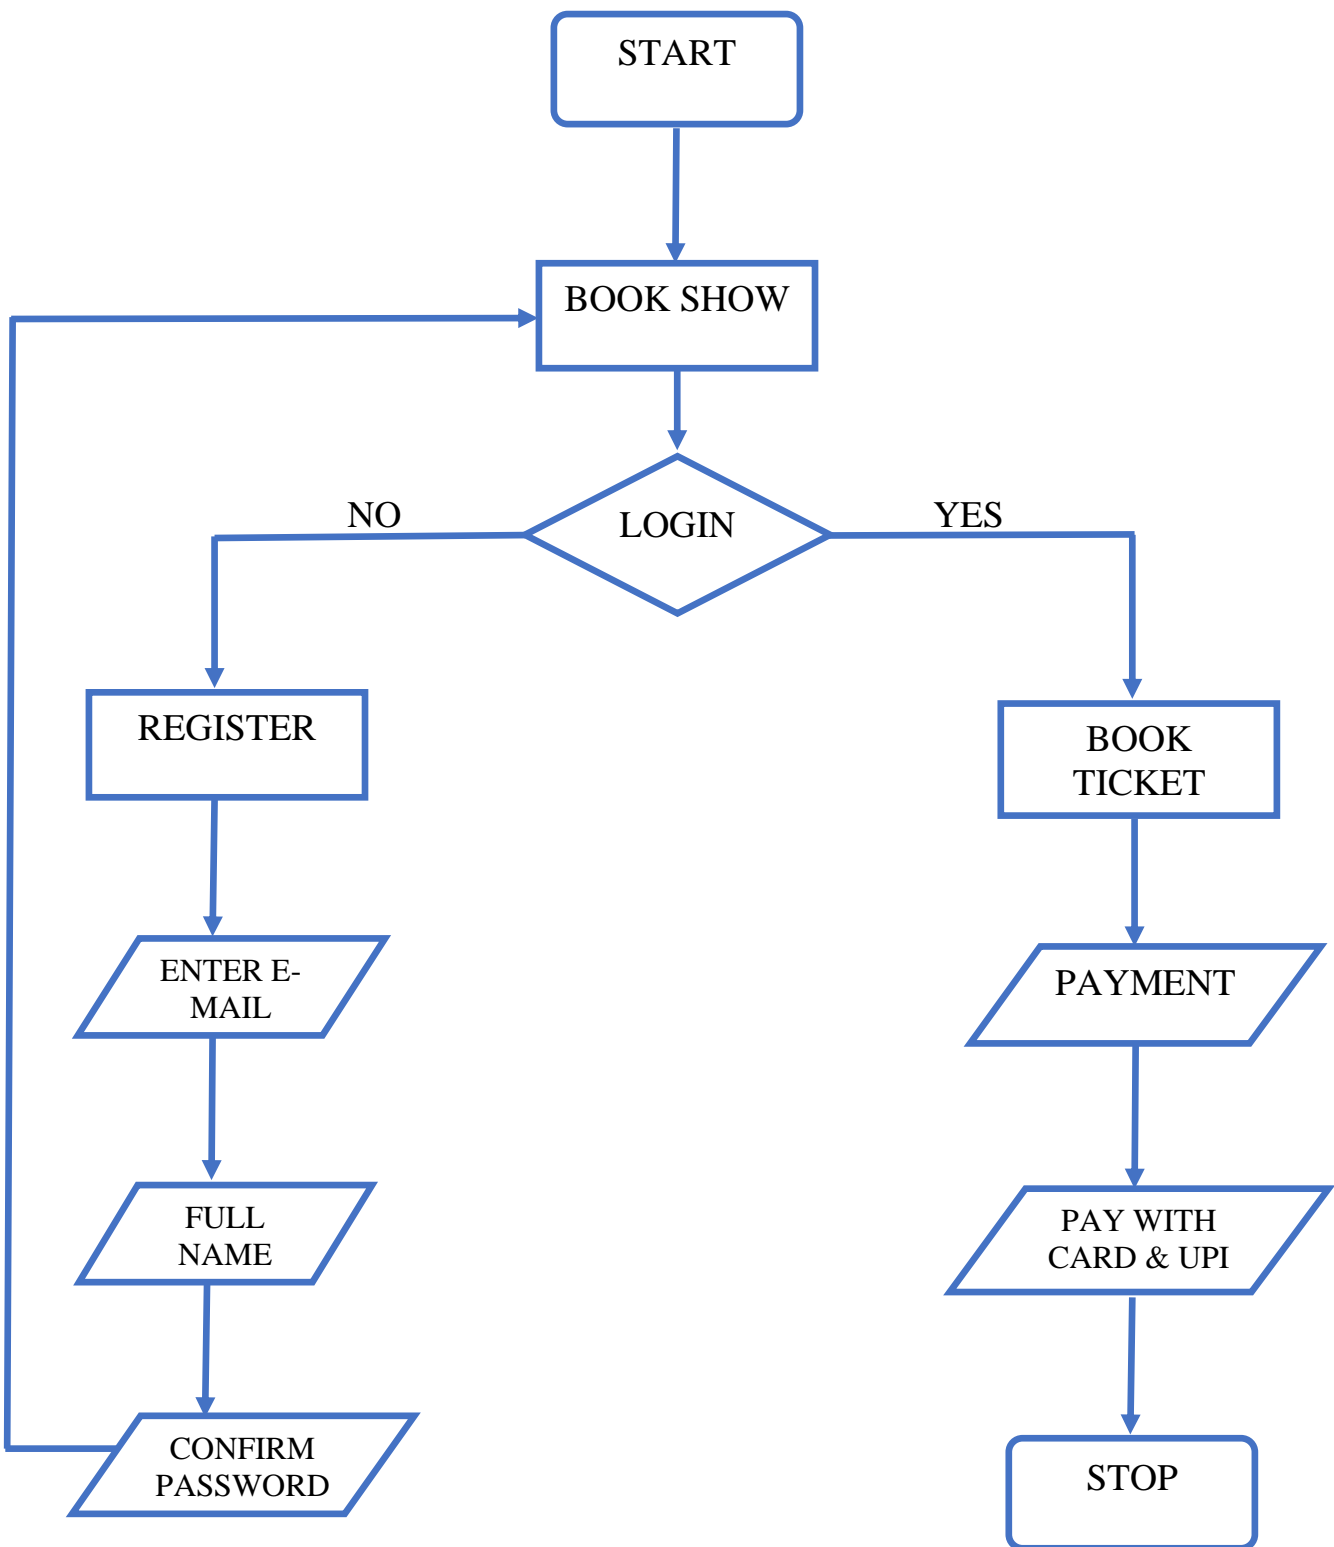 START
BOOK SHOW
NO
LOGIN
YES
REGISTER
BOOK
TICKET
ENTER E-
MAIL
PAYMENT
FULL
NAME
PAY WITH
CARD & UPI
CONFIRM
PASSWORD
STOP